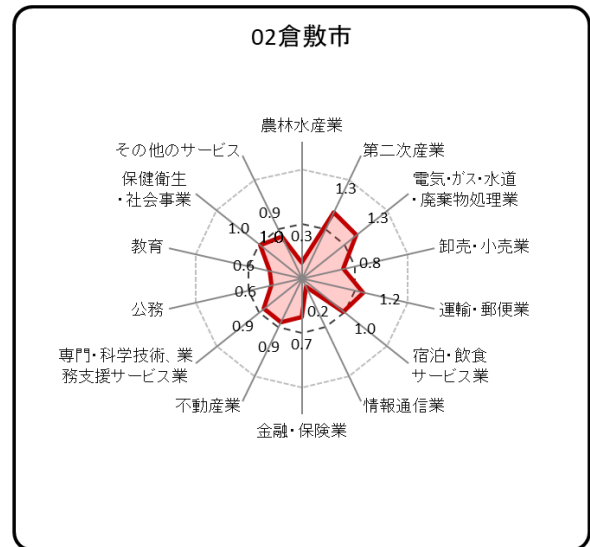 02倉敷市
農林水産業
その他のサービス
第二次産業
保健衛生
・社会事業
電気・ガス・水道
・廃棄物処理業
教育
卸売・小売業
公務
運輸・郵便業
専門・科学技術、業
務支援サービス業
宿泊・飲食
サービス業
不動産業
情報通信業
金融・保険業
0.3
1.3
1.3
0.8
1.2
1.0
0.2
0.7
0.9
0.9
0.6
0.6
1.0
0.9
1.0